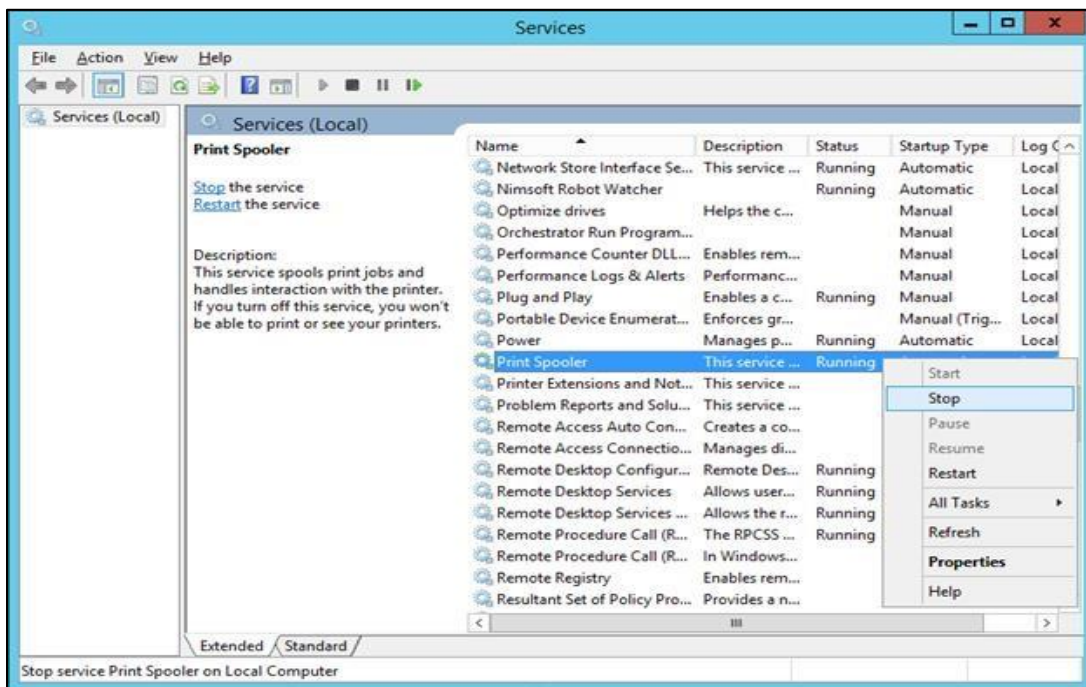 Services
File Action View Help
Services (Local)
Services (Local)
Print Spooler
Stop the service
Restart the service
Description:
This service spools print jobs and
handles interaction with the printer.
If you turn off this service, you won't
be able to print or see your printers.
Name Description Status Startup Type Log
Network Store Interface Se... This service ... Running Automatic Local
Nimsoft Robot Watcher Running Automatic Local
Optimize drives Helps the c... Manual Local
Orchestrator Run Program... Manual Local
Performance Counter DLL... Enables rem... Manual Local
Performance Logs & Alerts Performanc... Manual Local
Plug and Play Enables a c... Running Manual Local
Portable Device Enumerat... Enforces gr... Manual (Trig... Local
Power Manages p... Running Automatic Local
Print Spooler This service ... Running
Printer Extensions and Not... This service ...
Problem Reports and Solu... This service ...
Remote Access Auto Con... Creates a co...
Remote Access Connectio... Manages di...
Remote Desktop Configur... Remote Des... Running
Remote Desktop Services Allows user... Running
Remote Desktop Services ... Allows the r... Running
Remote Procedure Call (R... The RPCSS ... Running
Remote Procedure Call (R... In Windows...
Remote Registry Enables rem...
Resultant Set of Policy Pro... Provides a n...
Start
Stop
Pause
Resume
Restart
All Tasks
Refresh
Properties
Help
Extended Standard
Stop service Print Spooler on Local Computer